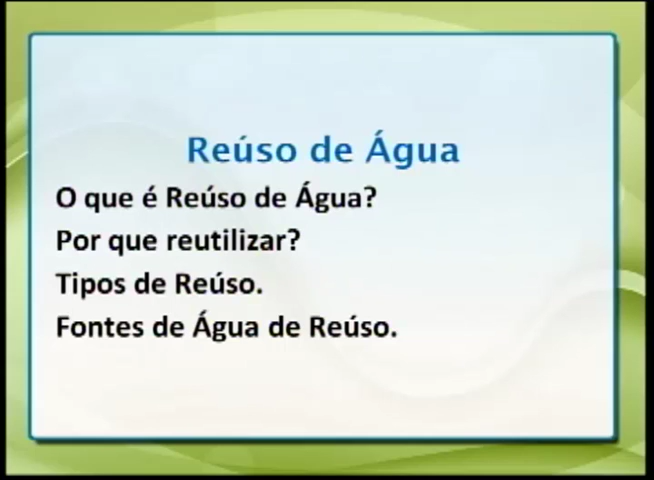 Reúso de Água
O que é Reúso de Água?
Por que reutilizar?
Tipos de Reúso.
Fontes de Água de Reúso.